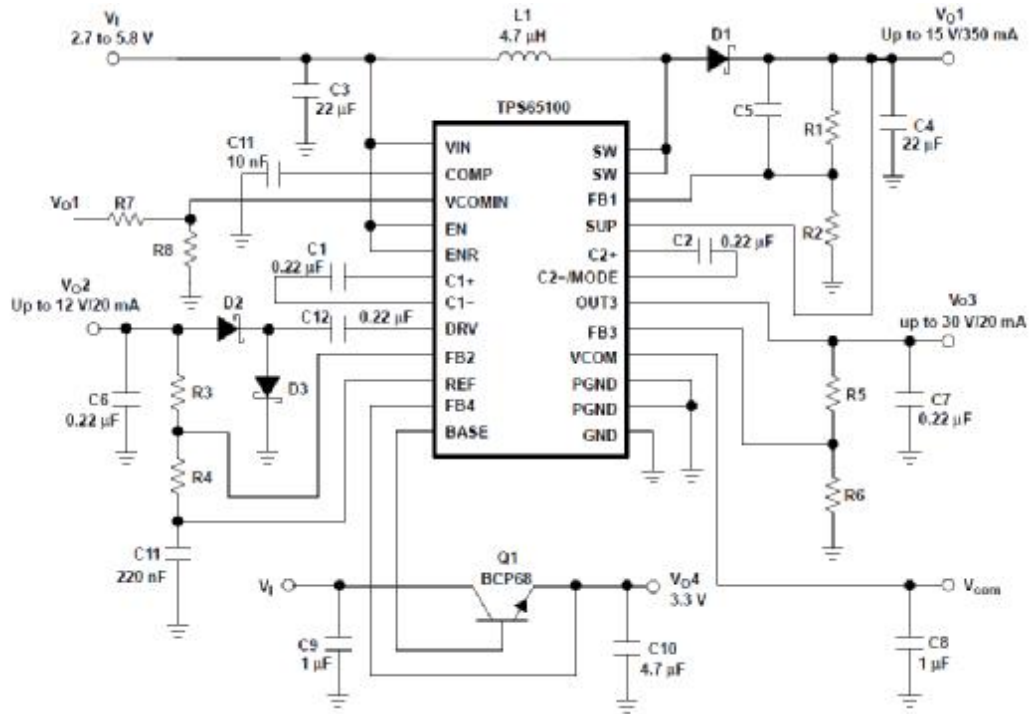 VI
2.7 to 5.8 V
L1
4.7 µH
D1
VO1
Up to 15 V/350 mA
C3
22 µF
TPS65100
C5
R1
C4
22 µF
C11
10 nF
VIN
COMP
VCOMIN
EN
ENR
C1+
C1−
DRV
FB2
REF
FB4
BASE
SW
SW
FB1
SUP
C2+
C2−/MODE
OUT3
FB3
VCOM
PGND
PGND
GND
VO1
R7
R8
R2
C1
0.22 µF
C2
0.22 µF
VO2
Up to 12 V/20 mA
D2
C12
0.22 µF
VO3
up to 30 V/20 mA
C6
0.22 µF
R3
D3
R5
C7
0.22 µF
R4
R6
C11
220 nF
Q1
BCP68
VI
VO4
3.3 V
Vcom
C9
1 µF
C10
4.7 µF
C8
1 µF